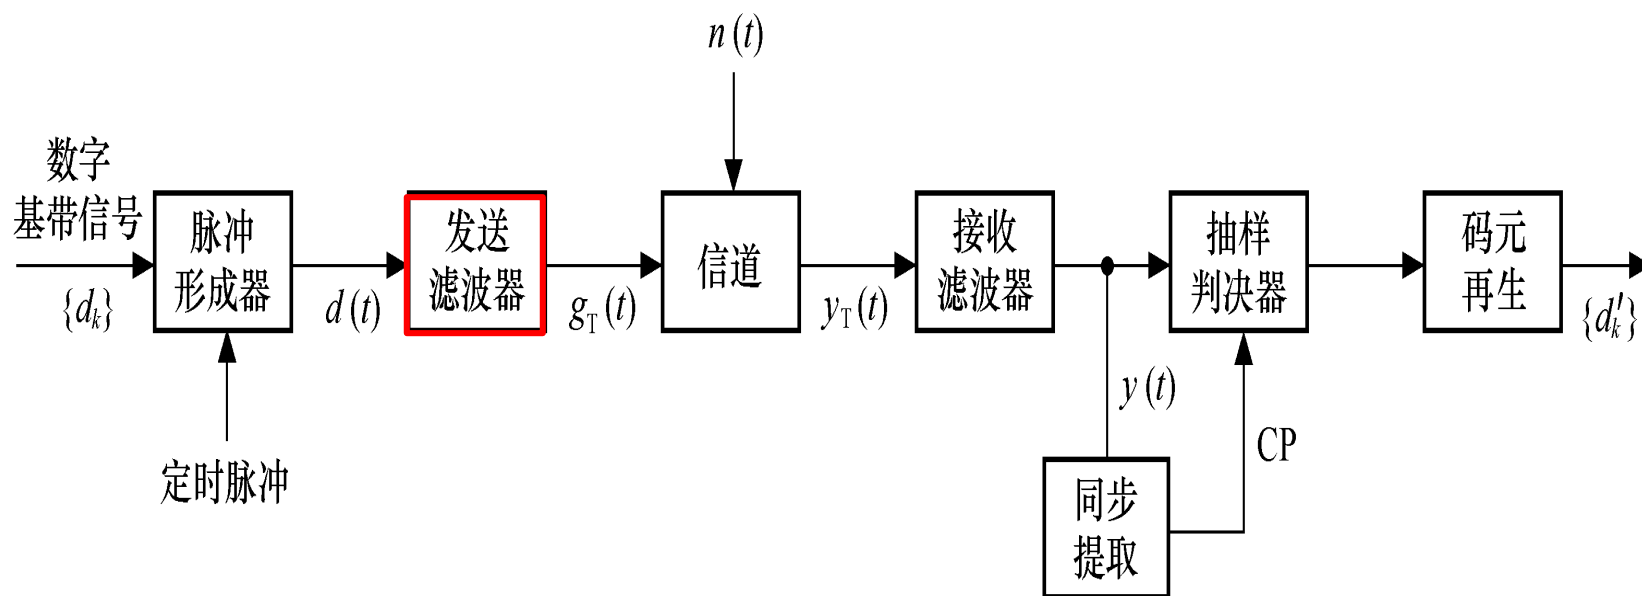 n(t)
数字
基带信号
{dₖ}
脉冲
形成器
定时脉冲
d(t)
发送
滤波器
g_T(t)
信道
y_T(t)
接收
滤波器
y(t)
同步
提取
CP
抽样
判决器
码元
再生
{d′ₖ}